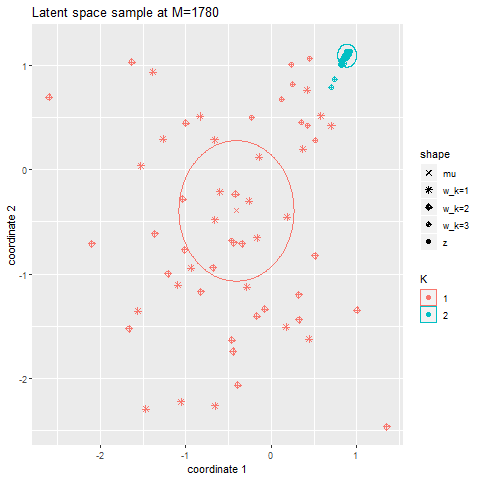 Latent space sample at M=1780
coordinate 2
1
0
-1
-2
-2
-1
0
1
coordinate 1
shape
mu
w_k=1
w_k=2
w_k=3
z
K
1
2